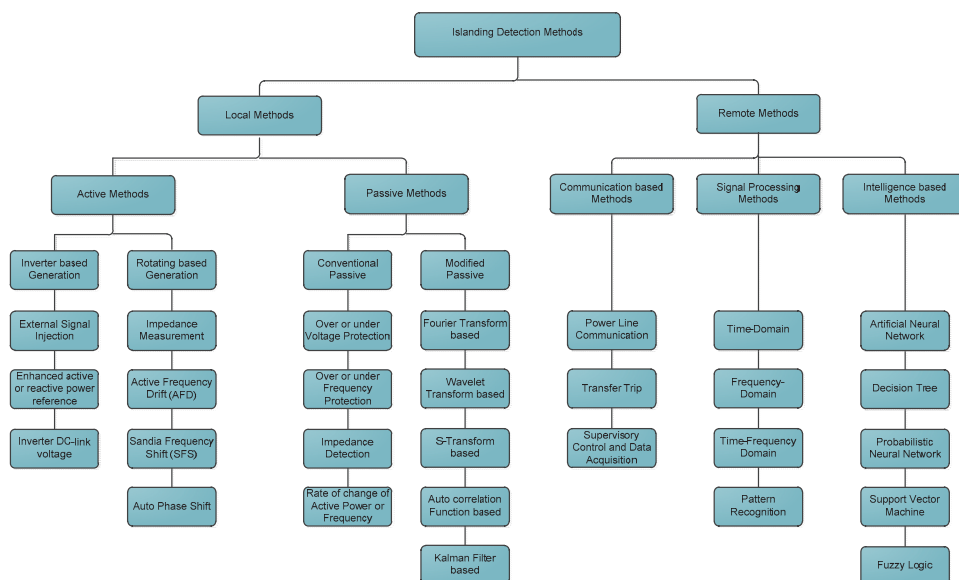 Islanding Detection Methods
Local Methods
Remote Methods
Active Methods
Passive Methods
Communication based
Methods
Signal Processing
Methods
Intelligence based
Methods
Inverter based
Generation
Rotating based
Generation
Conventional
Passive
Modified
Passive
External Signal
Injection
Impedance
Measurement
Over or under
Voltage Protection
Fourier Transform
based
Power Line
Communication
Time-Domain
Artificial Neural
Network
Enhanced active
or reactive power
reference
Active Frequency
Drift (AFD)
Over or under
Frequency
Protection
Wavelet
Transform based
Transfer Trip
Frequency-
Domain
Decision Tree
Inverter DC-link
voltage
Sandia Frequency
Shift (SFS)
Impedance
Detection
S-Transform
based
Supervisory
Control and Data
Acquisition
Time-Frequency
Domain
Probabilistic
Neural Network
Auto Phase Shift
Rate of change of
Active Power or
Frequency
Auto correlation
Function based
Pattern
Recognition
Support Vector
Machine
Kalman Filter
based
Fuzzy Logic